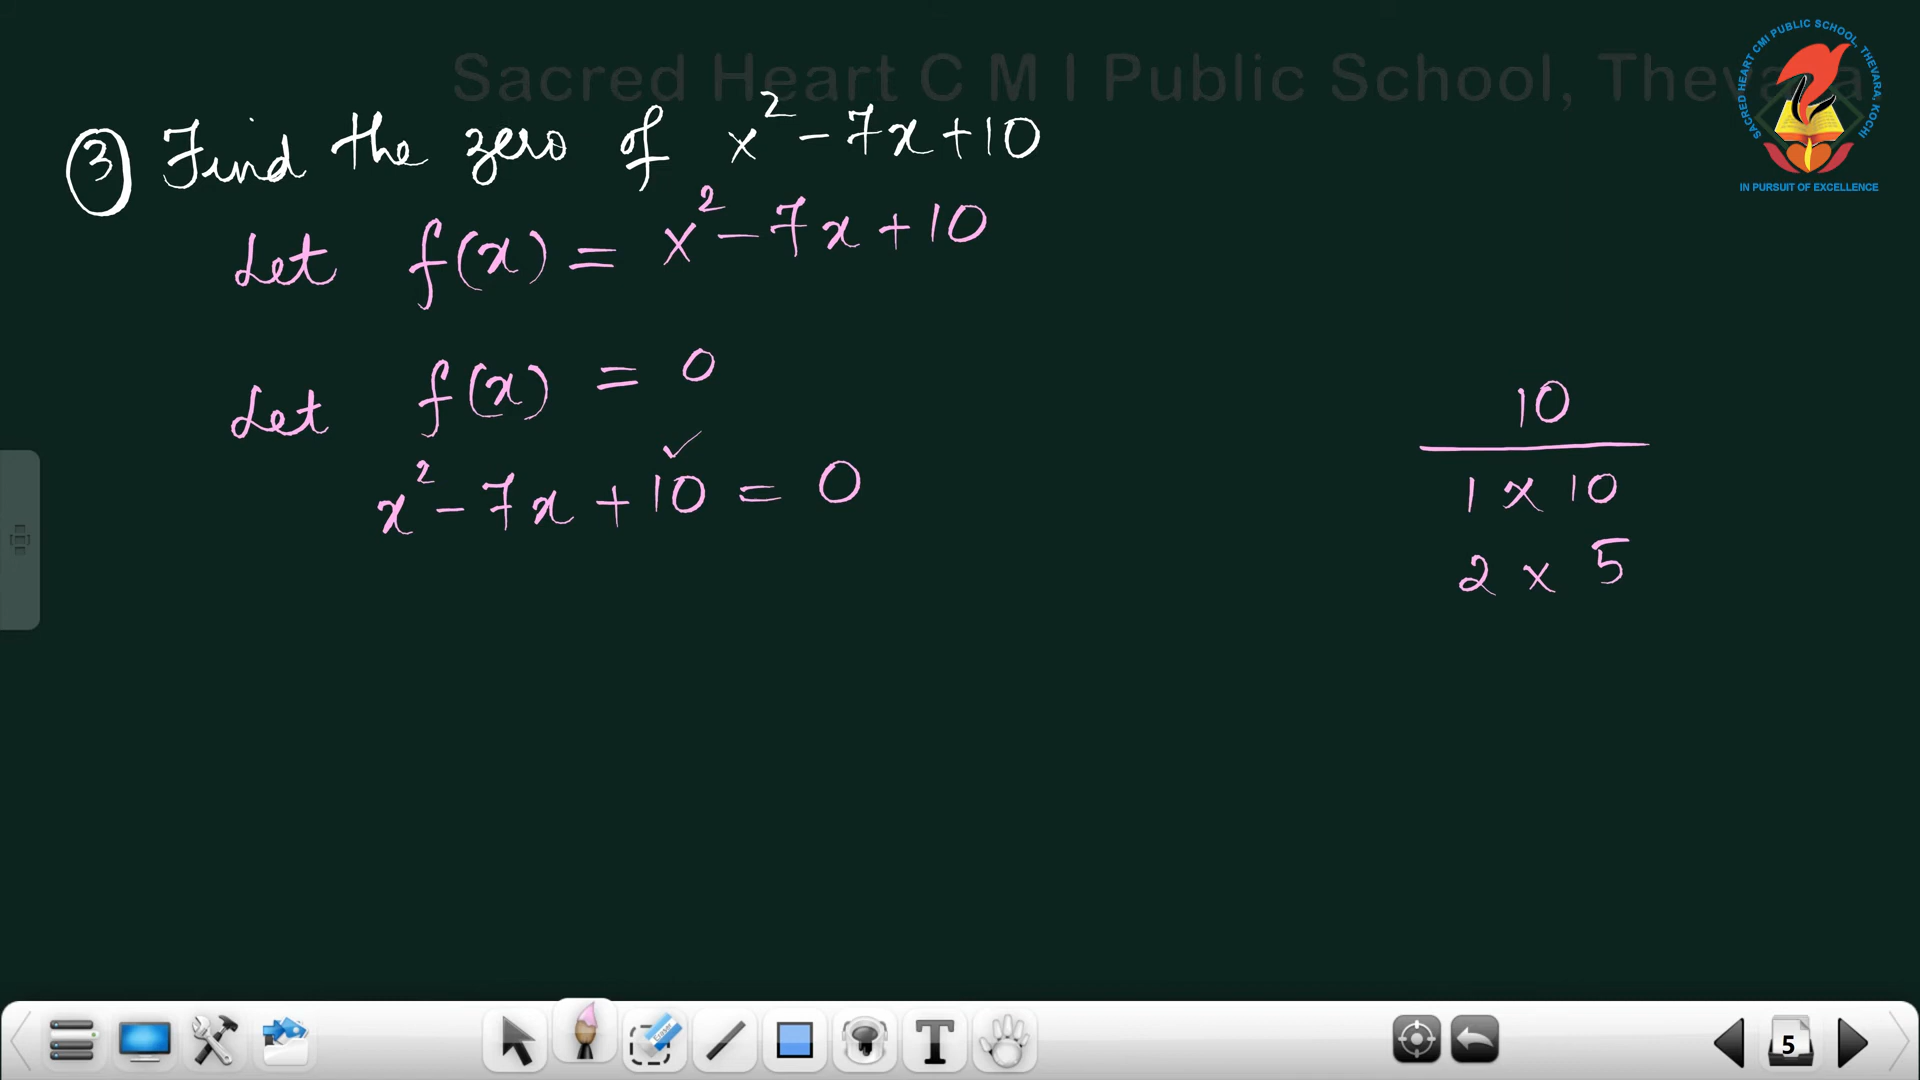 Sacred Heart C M I Public School, Theva a
SACRED HEART CMI PUBLIC SCHOOL, THEVARA, KOCHI
IN PURSUIT OF EXCELLENCE
③ Find the zero of x² - 7x + 10
Let f(x) = x² - 7x + 10
Let f(x) = 0
✓
x² - 7x + 10 = 0
10
1 x 10
2 x 5
Eraser
T
5